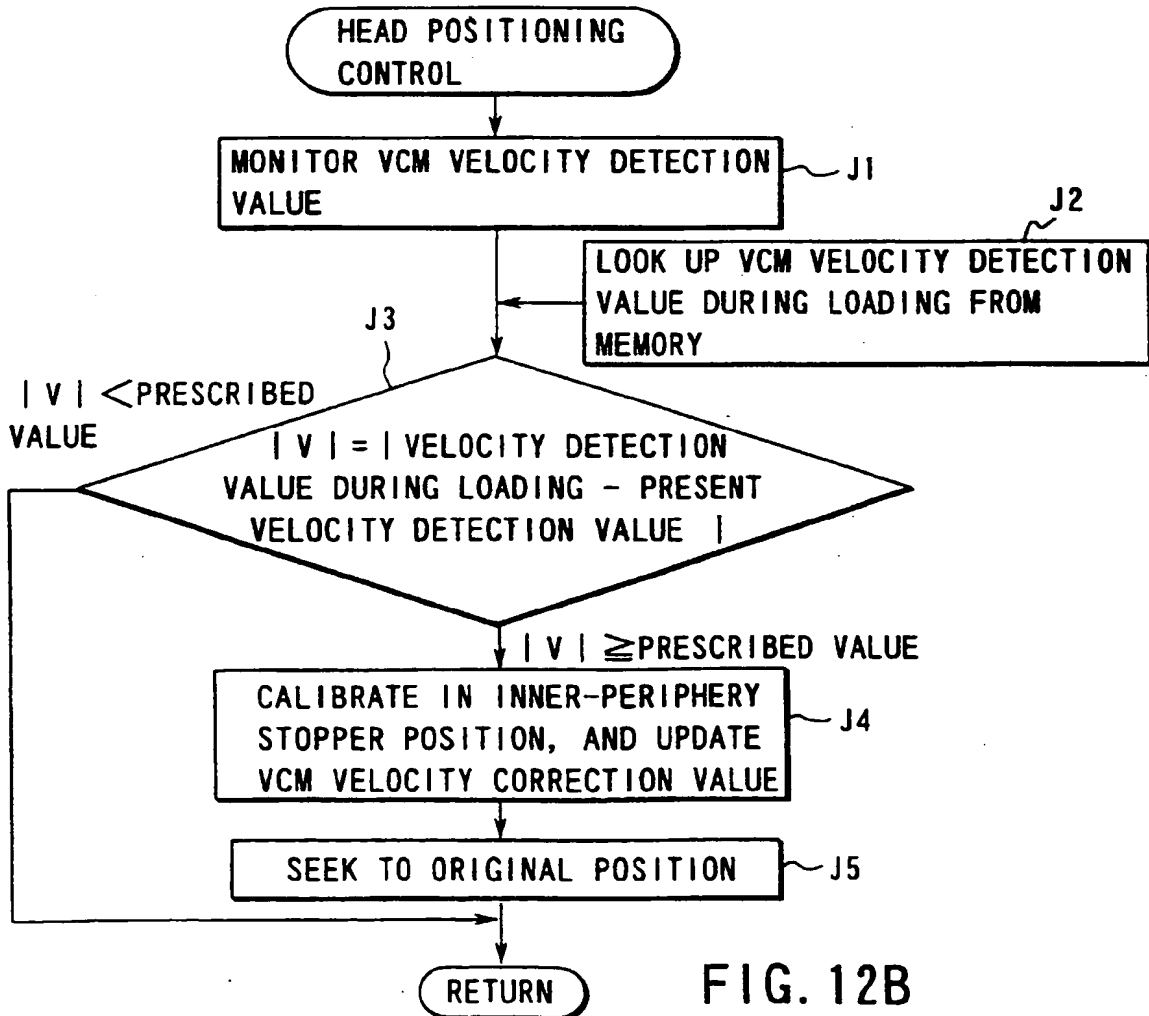 HEAD POSITIONING
CONTROL
MONITOR VCM VELOCITY DETECTION
VALUE
J1
J2
LOOK UP VCM VELOCITY DETECTION
VALUE DURING LOADING FROM
MEMORY
J3
| V | <PRESCRIBED
VALUE
| V | = | VELOCITY DETECTION
VALUE DURING LOADING - PRESENT
VELOCITY DETECTION VALUE |
| V | ≧PRESCRIBED VALUE
CALIBRATE IN INNER-PERIPHERY
STOPPER POSITION, AND UPDATE
VCM VELOCITY CORRECTION VALUE
J4
SEEK TO ORIGINAL POSITION
J5
RETURN
FIG. 12B